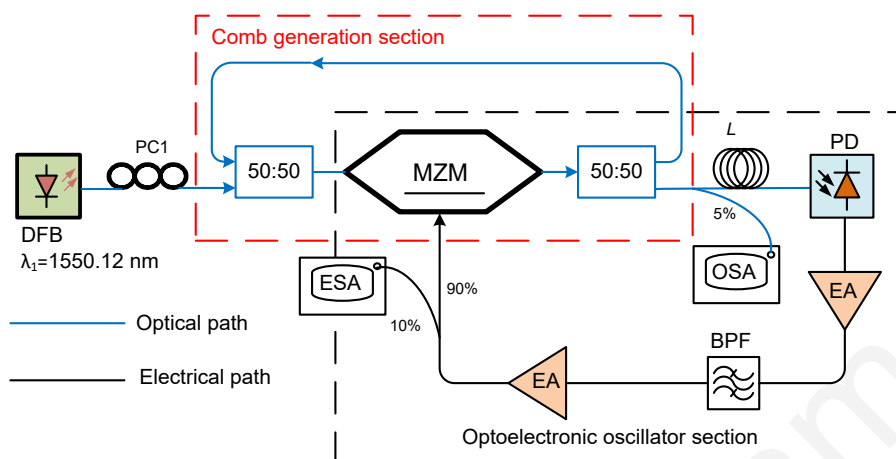 Comb generation section
PC1
50:50
MZM
50:50
L
PD
DFB
λ1=1550.12 nm
5%
ESA
OSA
EA
90%
10%
Optical path
BPF
EA
Electrical path
Optoelectronic oscillator section